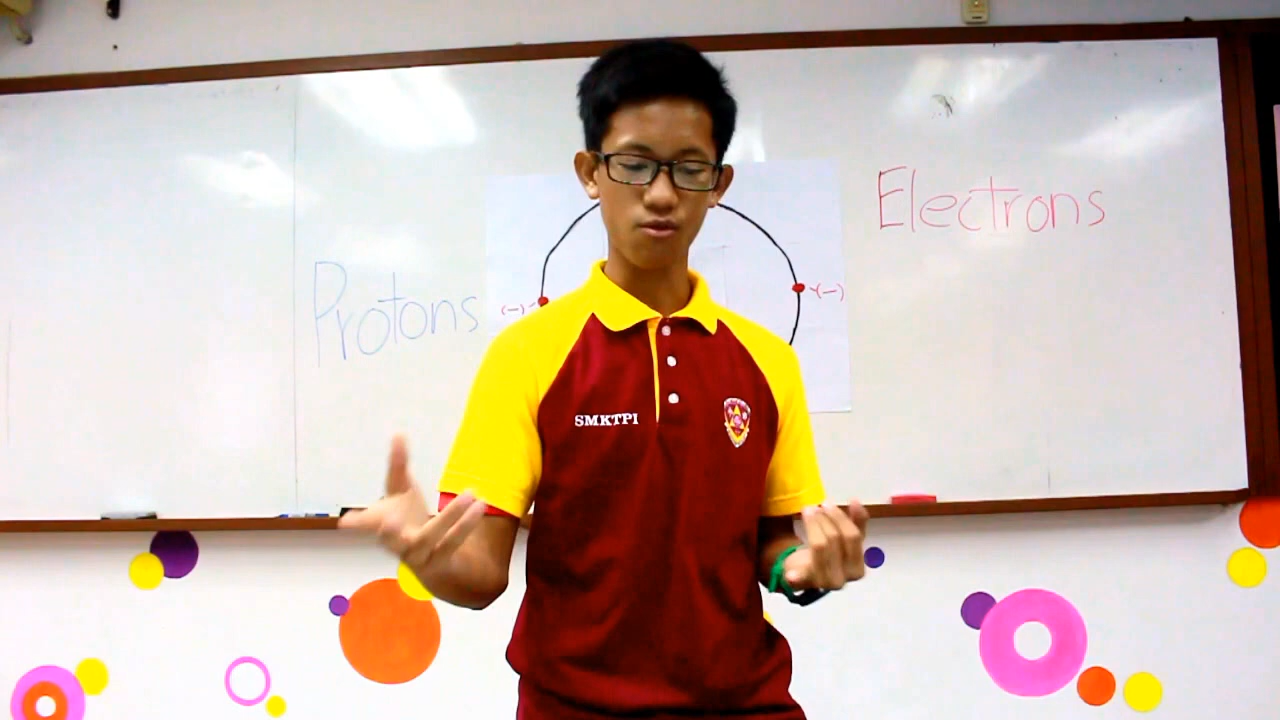 Electrons
Protons
(-)
(-)
SMKTPI